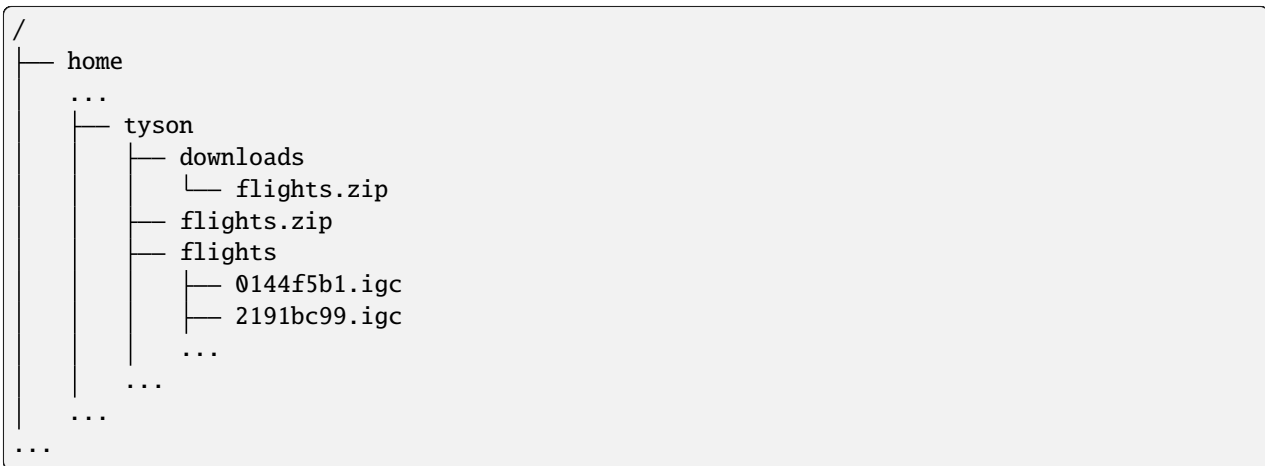 /
├── home
│   ...
│   ├── tyson
│   │   ├── downloads
│   │   │   └── flights.zip
│   │   ├── flights.zip
│   │   ├── flights
│   │   │   ├── 0144f5b1.igc
│   │   │   ├── 2191bc99.igc
│   │   │   ...
│   │   ...
│   ...
...